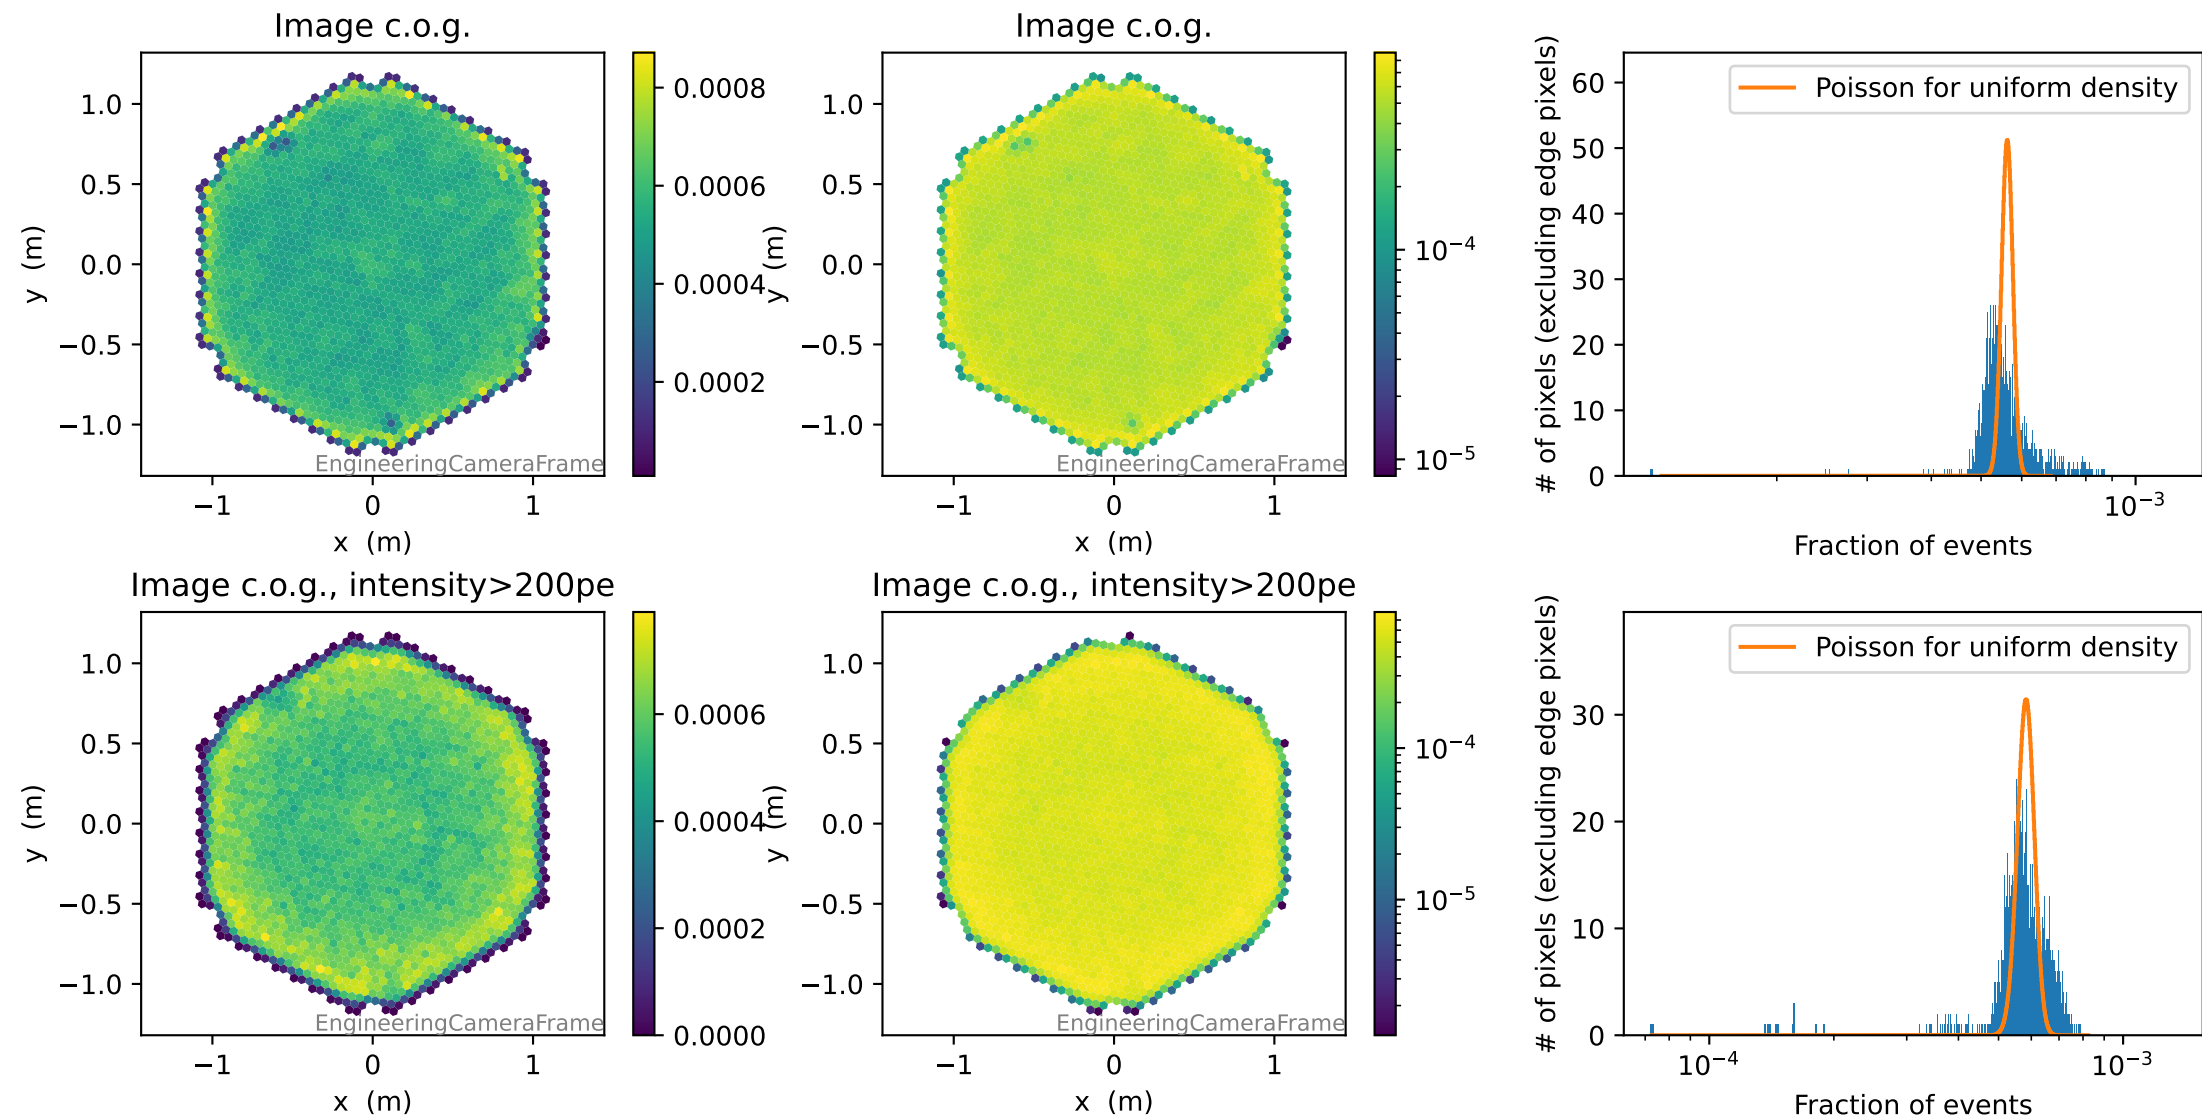 Image c.o.g.
1.0
0.5
0.0
−0.5
−1.0
y (m)
−1
0
1
x (m)
EngineeringCameraFrame
0.0008
0.0006
0.0004
0.0002
Image c.o.g.
1.0
0.5
0.0
−0.5
−1.0
y (m)
−1
0
1
x (m)
EngineeringCameraFrame
10⁻⁴
10⁻⁵
60
50
40
30
20
10
0
# of pixels (excluding edge pixels)
Poisson for uniform density
10⁻³
Fraction of events
Image c.o.g., intensity>200pe
1.0
0.5
0.0
−0.5
−1.0
y (m)
−1
0
1
x (m)
EngineeringCameraFrame
0.0006
0.0004
0.0002
0.0000
Image c.o.g., intensity>200pe
1.0
0.5
0.0
−0.5
−1.0
y (m)
−1
0
1
x (m)
EngineeringCameraFrame
10⁻⁴
10⁻⁵
30
20
10
0
# of pixels (excluding edge pixels)
Poisson for uniform density
10⁻⁴
10⁻³
Fraction of events